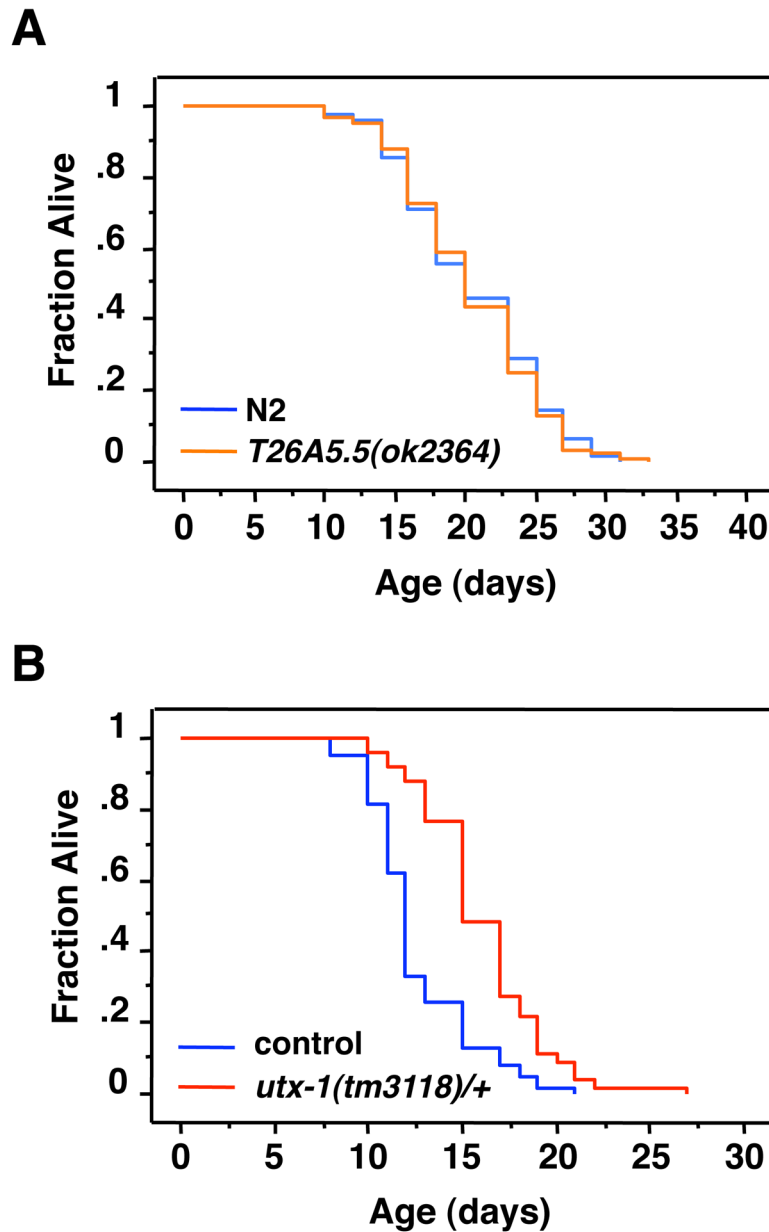 A
1
.8
.6
.4
.2
0
Fraction Alive
N2
T26A5.5(ok2364)
0 5 10 15 20 25 30 35 40
Age (days)
B
1
.8
.6
.4
.2
0
Fraction Alive
control
utx-1(tm3118)/+
0 5 10 15 20 25 30
Age (days)